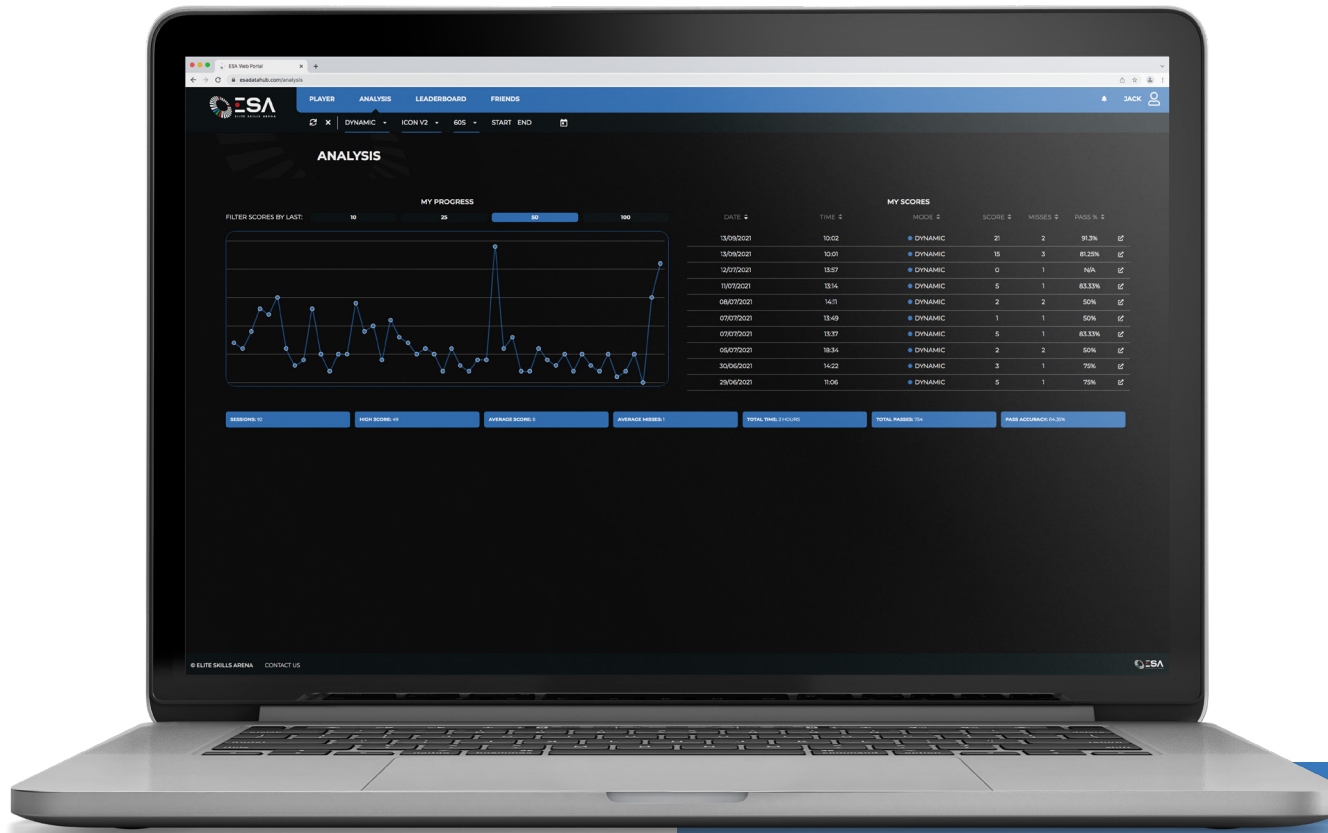 ESA Web Portal
esadatahub.com/analysis
ESA
ELITE SKILLS ARENA
PLAYER ANALYSIS LEADERBOARD FRIENDS
JACK
DYNAMIC ICON V2 60S START END
ANALYSIS
MY PROGRESS
FILTER SCORES BY LAST: 10 25 50 100
MY SCORES
DATE TIME MODE SCORE MISSES PASS %
13/09/2021 10:02 DYNAMIC 21 2 91.3%
13/09/2021 10:01 DYNAMIC 15 3 81.25%
12/07/2021 13:57 DYNAMIC 0 1 N/A
11/07/2021 13:14 DYNAMIC 5 1 83.33%
08/07/2021 14:11 DYNAMIC 2 2 50%
07/07/2021 13:49 DYNAMIC 1 1 50%
07/07/2021 13:37 DYNAMIC 5 1 83.33%
05/07/2021 18:34 DYNAMIC 2 2 50%
30/06/2021 14:22 DYNAMIC 3 1 75%
29/06/2021 11:06 DYNAMIC 5 1 75%
SESSIONS: HIGH SCORE: 49 AVERAGE SCORE: AVERAGE MISSES: 1 TOTAL TIME: 2 HOURS TOTAL PASSES: PASS ACCURACY:
© ELITE SKILLS ARENA CONTACT US
ESA